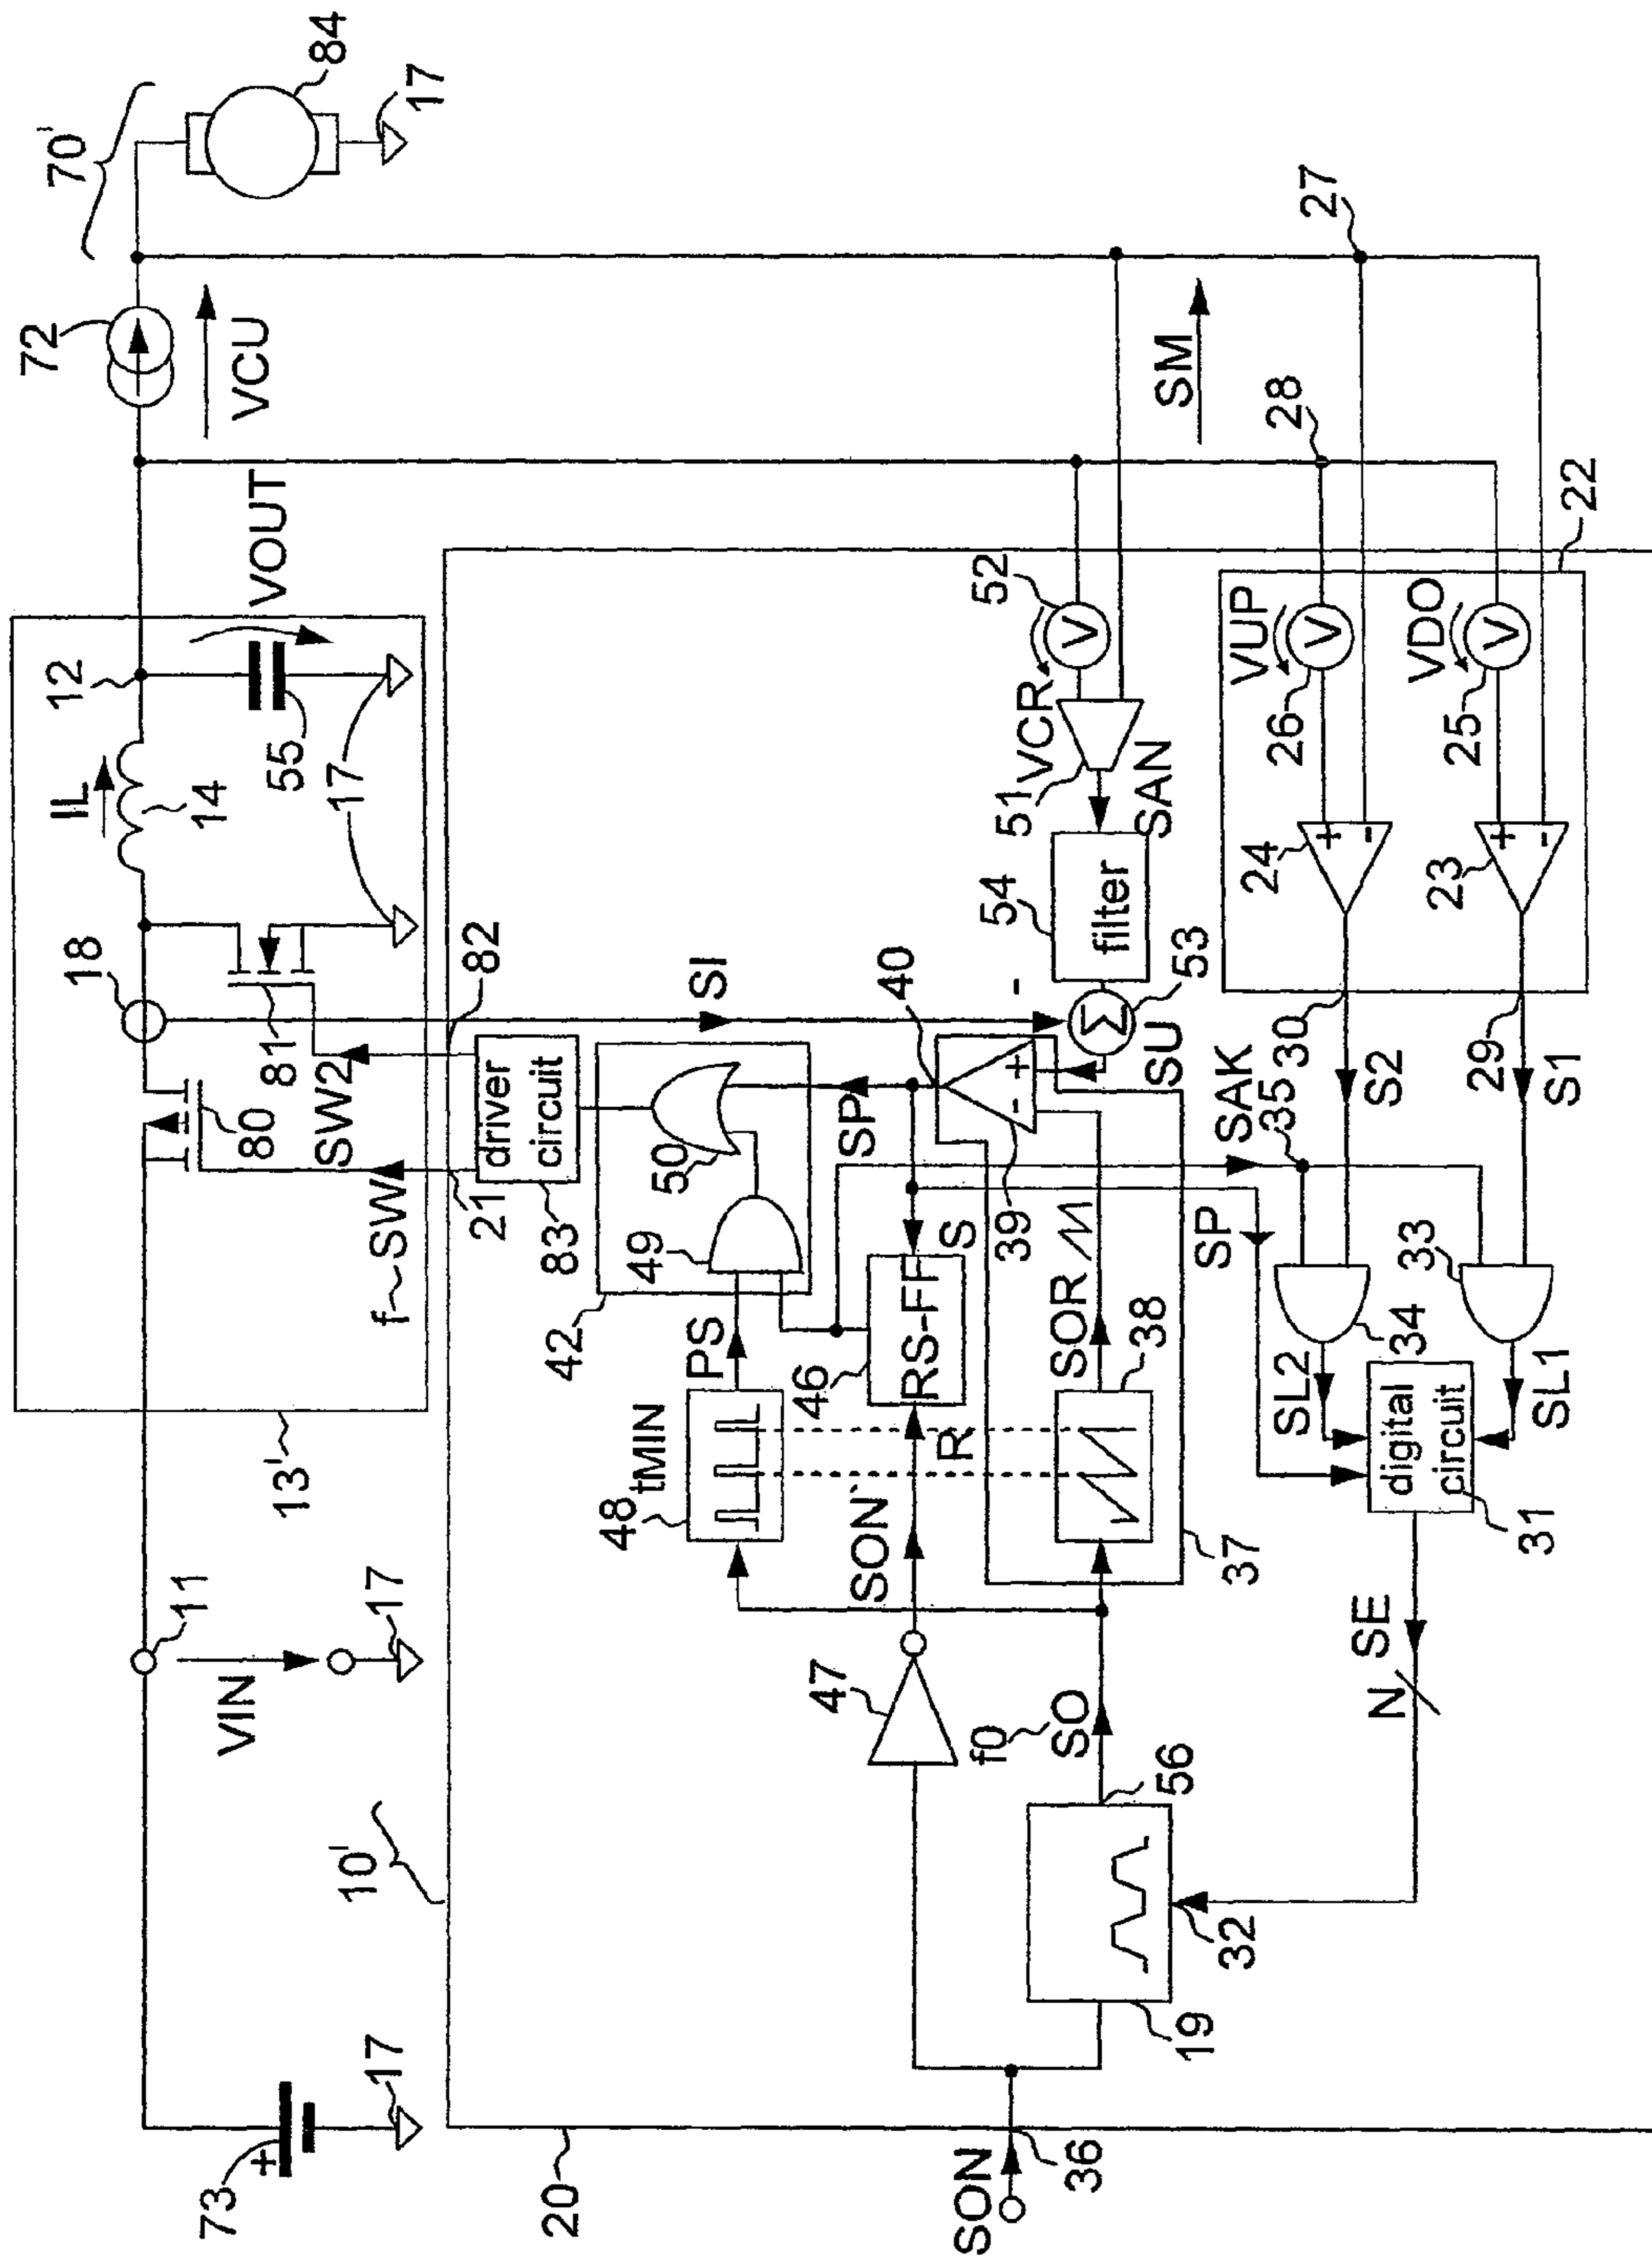 73
+
17
VIN
11
17
13'
f
SW
80
SW2
81
18
IL
14
17
12
55
VOUT
72
VCU
70'
84
17
10'
20
21
82
83
driver
circuit
SI
42
49
50
PS
48
tMIN
SP
40
46
RS-FF
S
R
SON'
47
39
SOR
38
37
SU
53
-
+
-
Σ
54
filter
SAN
51
VCR
52
V
SM
28
27
22
VUP
V
26
VDO
V
25
24
+
-
23
+
-
30
29
S2
S1
SAK
35
SP
34
33
SL2
SL1
digital
circuit
31
SE
N
f0
SO
56
32
19
SON
36